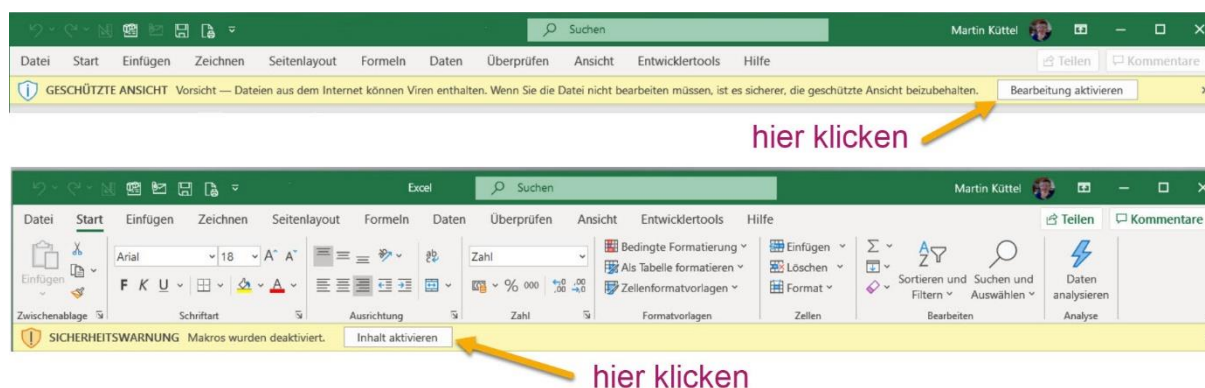 Suchen Martin Küttel
Datei Start Einfügen Zeichnen Seitenlayout Formeln Daten Überprüfen Ansicht Entwicklertools Hilfe Teilen Kommentare
GESCHÜTZTE ANSICHT Vorsicht — Dateien aus dem Internet können Viren enthalten. Wenn Sie die Datei nicht bearbeiten müssen, ist es sicherer, die geschützte Ansicht beizubehalten. Bearbeitung aktivieren
hier klicken
Excel Suchen Martin Küttel
Datei Start Einfügen Zeichnen Seitenlayout Formeln Daten Überprüfen Ansicht Entwicklertools Hilfe Teilen Kommentare
Arial 18 A A ab Zahl Bedingte Formatierung Einfügen Σ
Einfügen Als Tabelle formatieren Löschen Sortieren und Filtern Suchen und Auswählen Daten analysieren
F K U A % 000 Zellenformatvorlagen Format
Zwischenablage Schriftart Ausrichtung Zahl Formatvorlagen Zellen Bearbeiten Analyse
SICHERHEITSWARNUNG Makros wurden deaktiviert. Inhalt aktivieren
hier klicken